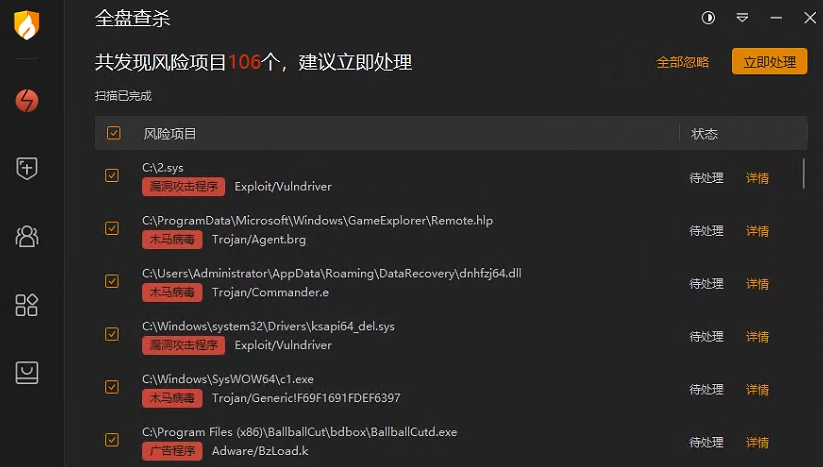 全盘查杀
共发现风险项目106个，建议立即处理
全部忽略
立即处理
扫描已完成
风险项目
状态
C:\2.sys
漏洞攻击程序 Exploit/Vulndriver
待处理 详情
C:\ProgramData\Microsoft\Windows\GameExplorer\Remote.hlp
木马病毒 Trojan/Agent.brg
待处理 详情
C:\Users\Administrator\AppData\Roaming\DataRecovery\dnhfzj64.dll
木马病毒 Trojan/Commander.e
待处理 详情
C:\Windows\system32\Drivers\ksapi64_del.sys
漏洞攻击程序 Exploit/Vulndriver
待处理 详情
C:\Windows\SysWOW64\c1.exe
木马病毒 Trojan/Generic!F69F1691FDEF6397
待处理 详情
C:\Program Files (x86)\BallballCut\bdbox\BallballCutd.exe
广告程序 Adware/BzLoad.k
待处理 详情